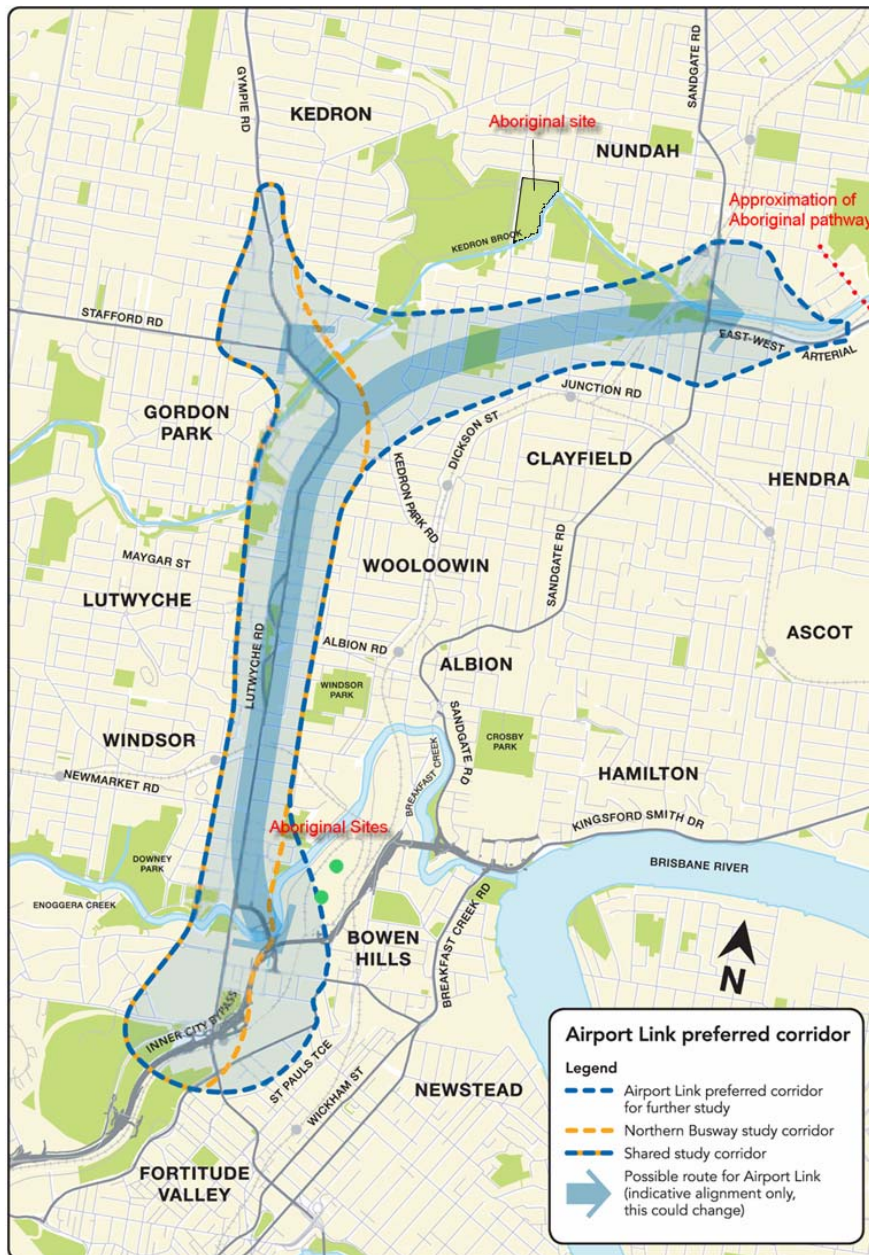 GYMPIE RD
SANDGATE RD
KEDRON
Aboriginal site
NUNDAH
Approximation of
Aboriginal pathway
KEDRON BROOK
STAFFORD RD
EAST-WEST
ARTERIAL
JUNCTION RD
GORDON
PARK
DICKSON ST
CLAYFIELD
HENDRA
KEDRON PARK RD
SANDGATE RD
MAYGAR ST
WOOLOOWIN
LUTWYCHE
ASCOT
LUTWYCHE RD
ALBION RD
ALBION
WINDSOR
PARK
SANDGATE RD
CROSBY
PARK
WINDSOR
BREAKFAST CREEK
HAMILTON
NEWMARKET RD
KINGSFORD SMITH DR
Aboriginal Sites
BRISBANE RIVER
DOWNEY
PARK
ENOGGERA CREEK
BOWEN
HILLS
BREAKFAST CREEK RD
N
INNER CITY BYPASS
ST PAULS TCE
WICKHAM ST
NEWSTEAD
FORTITUDE
VALLEY
Airport Link preferred corridor
Legend
Airport Link preferred corridor
for further study
Northern Busway study corridor
Shared study corridor
Possible route for Airport Link
(indicative alignment only,
this could change)